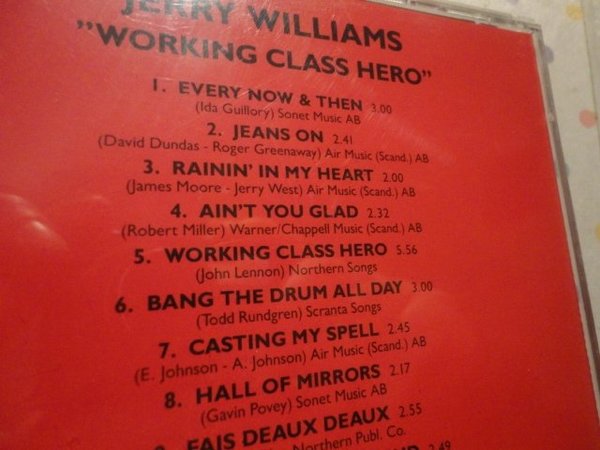 JERRY WILLIAMS
"WORKING CLASS HERO"
1. EVERY NOW & THEN 3.00
(Ida Guillory) Sonet Music AB
2. JEANS ON 2.41
(David Dundas - Roger Greenaway) Air Music (Scand.) AB
3. RAININ' IN MY HEART 2.00
(James Moore - Jerry West) Air Music (Scand.) AB
4. AIN'T YOU GLAD 2.32
(Robert Miller) Warner/Chappell Music (Scand.) AB
5. WORKING CLASS HERO 5.56
(John Lennon) Northern Songs
6. BANG THE DRUM ALL DAY 3.00
(Todd Rundgren) Scranta Songs
7. CASTING MY SPELL 2.45
(E. Johnson - A. Johnson) Air Music (Scand.) AB
8. HALL OF MIRRORS 2.17
(Gavin Povey) Sonet Music AB
9. FAIS DEAUX DEAUX 2.55
Northern Publ. Co.
2.49